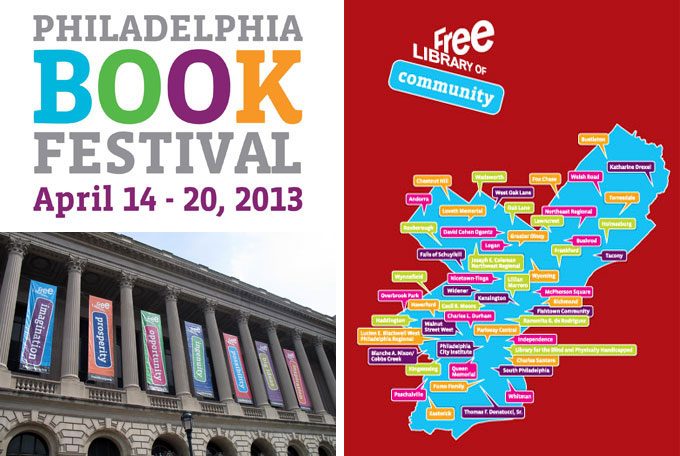 PHILADELPHIA
BOOK
FESTIVAL
April 14 - 20, 2013
Free
LIBRARY OF
community
Bustleton
Katharine Drexel
Wadsworth
Fox Chase
Welsh Road
Chestnut Hill
West Oak Lane
Torresdale
Andorra
Oak Lane
Lovett Memorial
Northeast Regional
Lawncrest
Holmesburg
Roxborough
David Cohen Ogontz
Greater Olney
Bushrod
Logan
Frankford
Tacony
Falls of Schuylkill
Joseph E. Coleman
Northwest Regional
Wynnefield
Nicetown-Tioga
Lillian
Marrero
Wyoming
Overbrook Park
Widener
Kensington
McPherson Square
Haverford
Cecil B. Moore
Richmond
Fishtown Community
Haddington
Charles L. Durham
Ramonita G. de Rodriguez
Lucien E. Blackwell West
Philadelphia Regional
Walnut
Street West
Parkway Central
Independence
Blanche A. Nixon/
Cobbs Creek
Philadelphia
City Institute
Library for the Blind and Physically Handicapped
Charles Santore
Kingsessing
Queen
Memorial
South Philadelphia
Fumo Family
Paschalville
Whitman
Eastwick
Thomas F. Donatucci, Sr.
Free
imagination
prosperity
opportunity